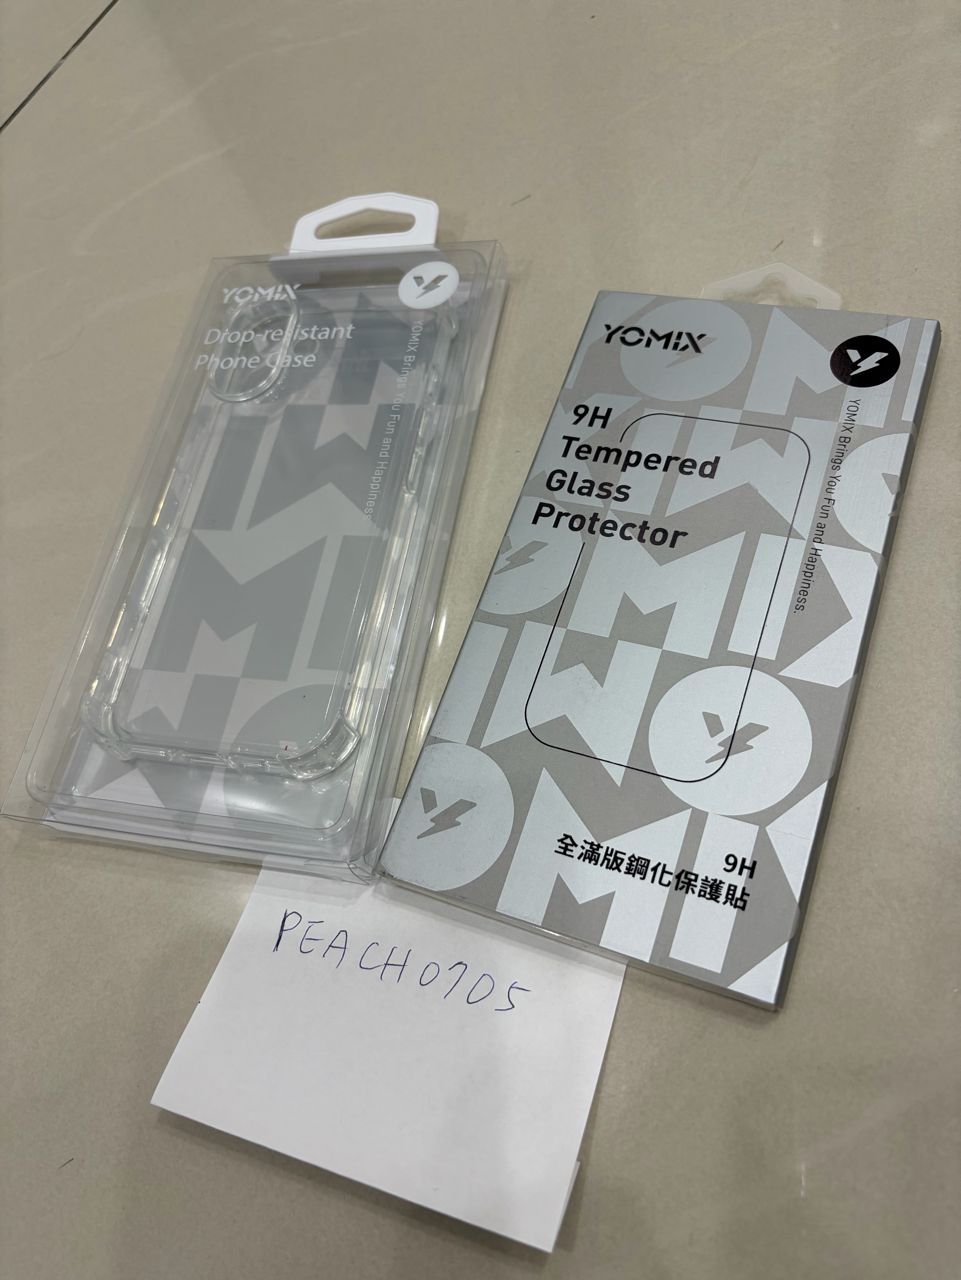 YOMIX
Drop-resistant
Phone Case
YOMIX Brings You Fun and Happiness.
YOMIX
9H
Tempered
Glass
Protector
YOMIX Brings You Fun and Happiness.
9H
全滿版鋼化保護貼
PEACH0705